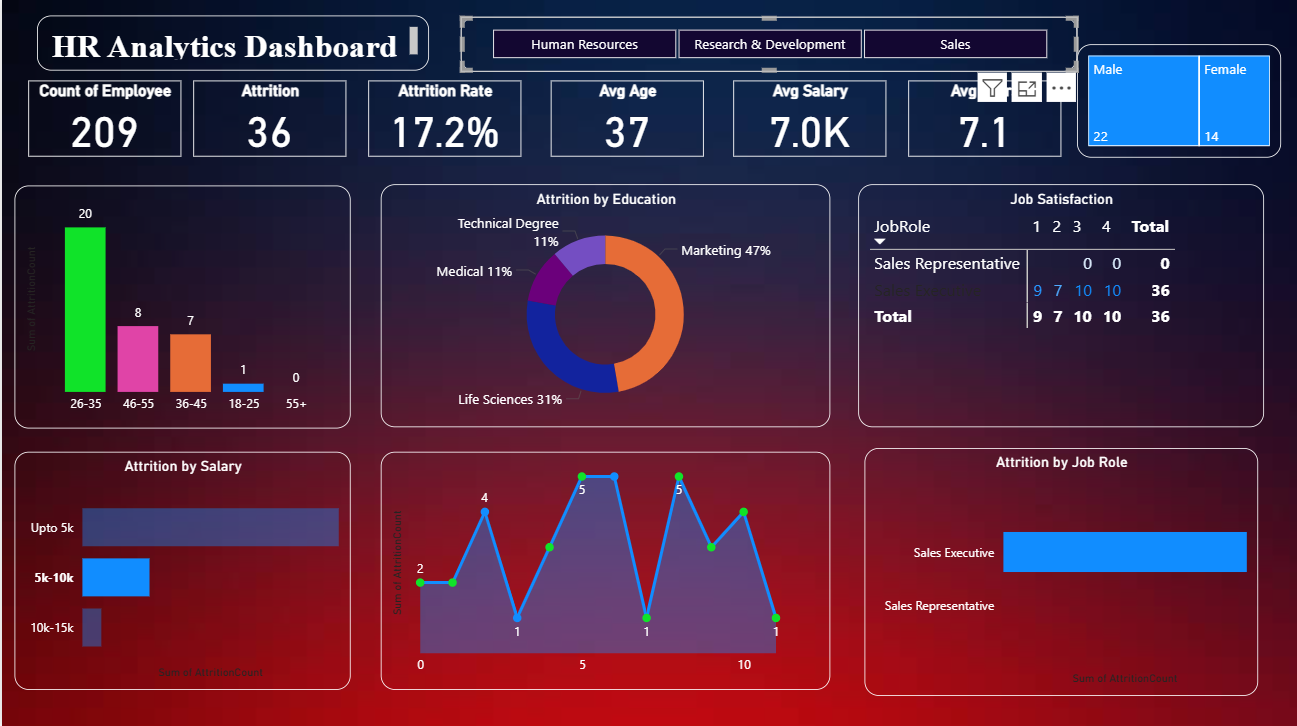 HR Analytics Dashboard
Human Resources
Research & Development
Sales
Male
Female
22
14
Count of Employee
209
Attrition
36
Attrition Rate
17.2%
Avg Age
37
Avg Salary
7.0K
Avg
7.1
Sum of AttritionCount
20
8
7
1
0
26-35
46-55
36-45
18-25
55+
Attrition by Education
Technical Degree
11%
Marketing 47%
Medical 11%
Life Sciences 31%
Job Satisfaction
JobRole 1 2 3 4 Total
Sales Representative 0 0 0
Sales Executive 9 7 10 10 36
Total 9 7 10 10 36
Attrition by Salary
Upto 5k
5k-10k
10k-15k
Sum of AttritionCount
Sum of AttritionCount
2
4
1
5
1
5
1
0
5
10
Attrition by Job Role
Sales Executive
Sales Representative
Sum of AttritionCount